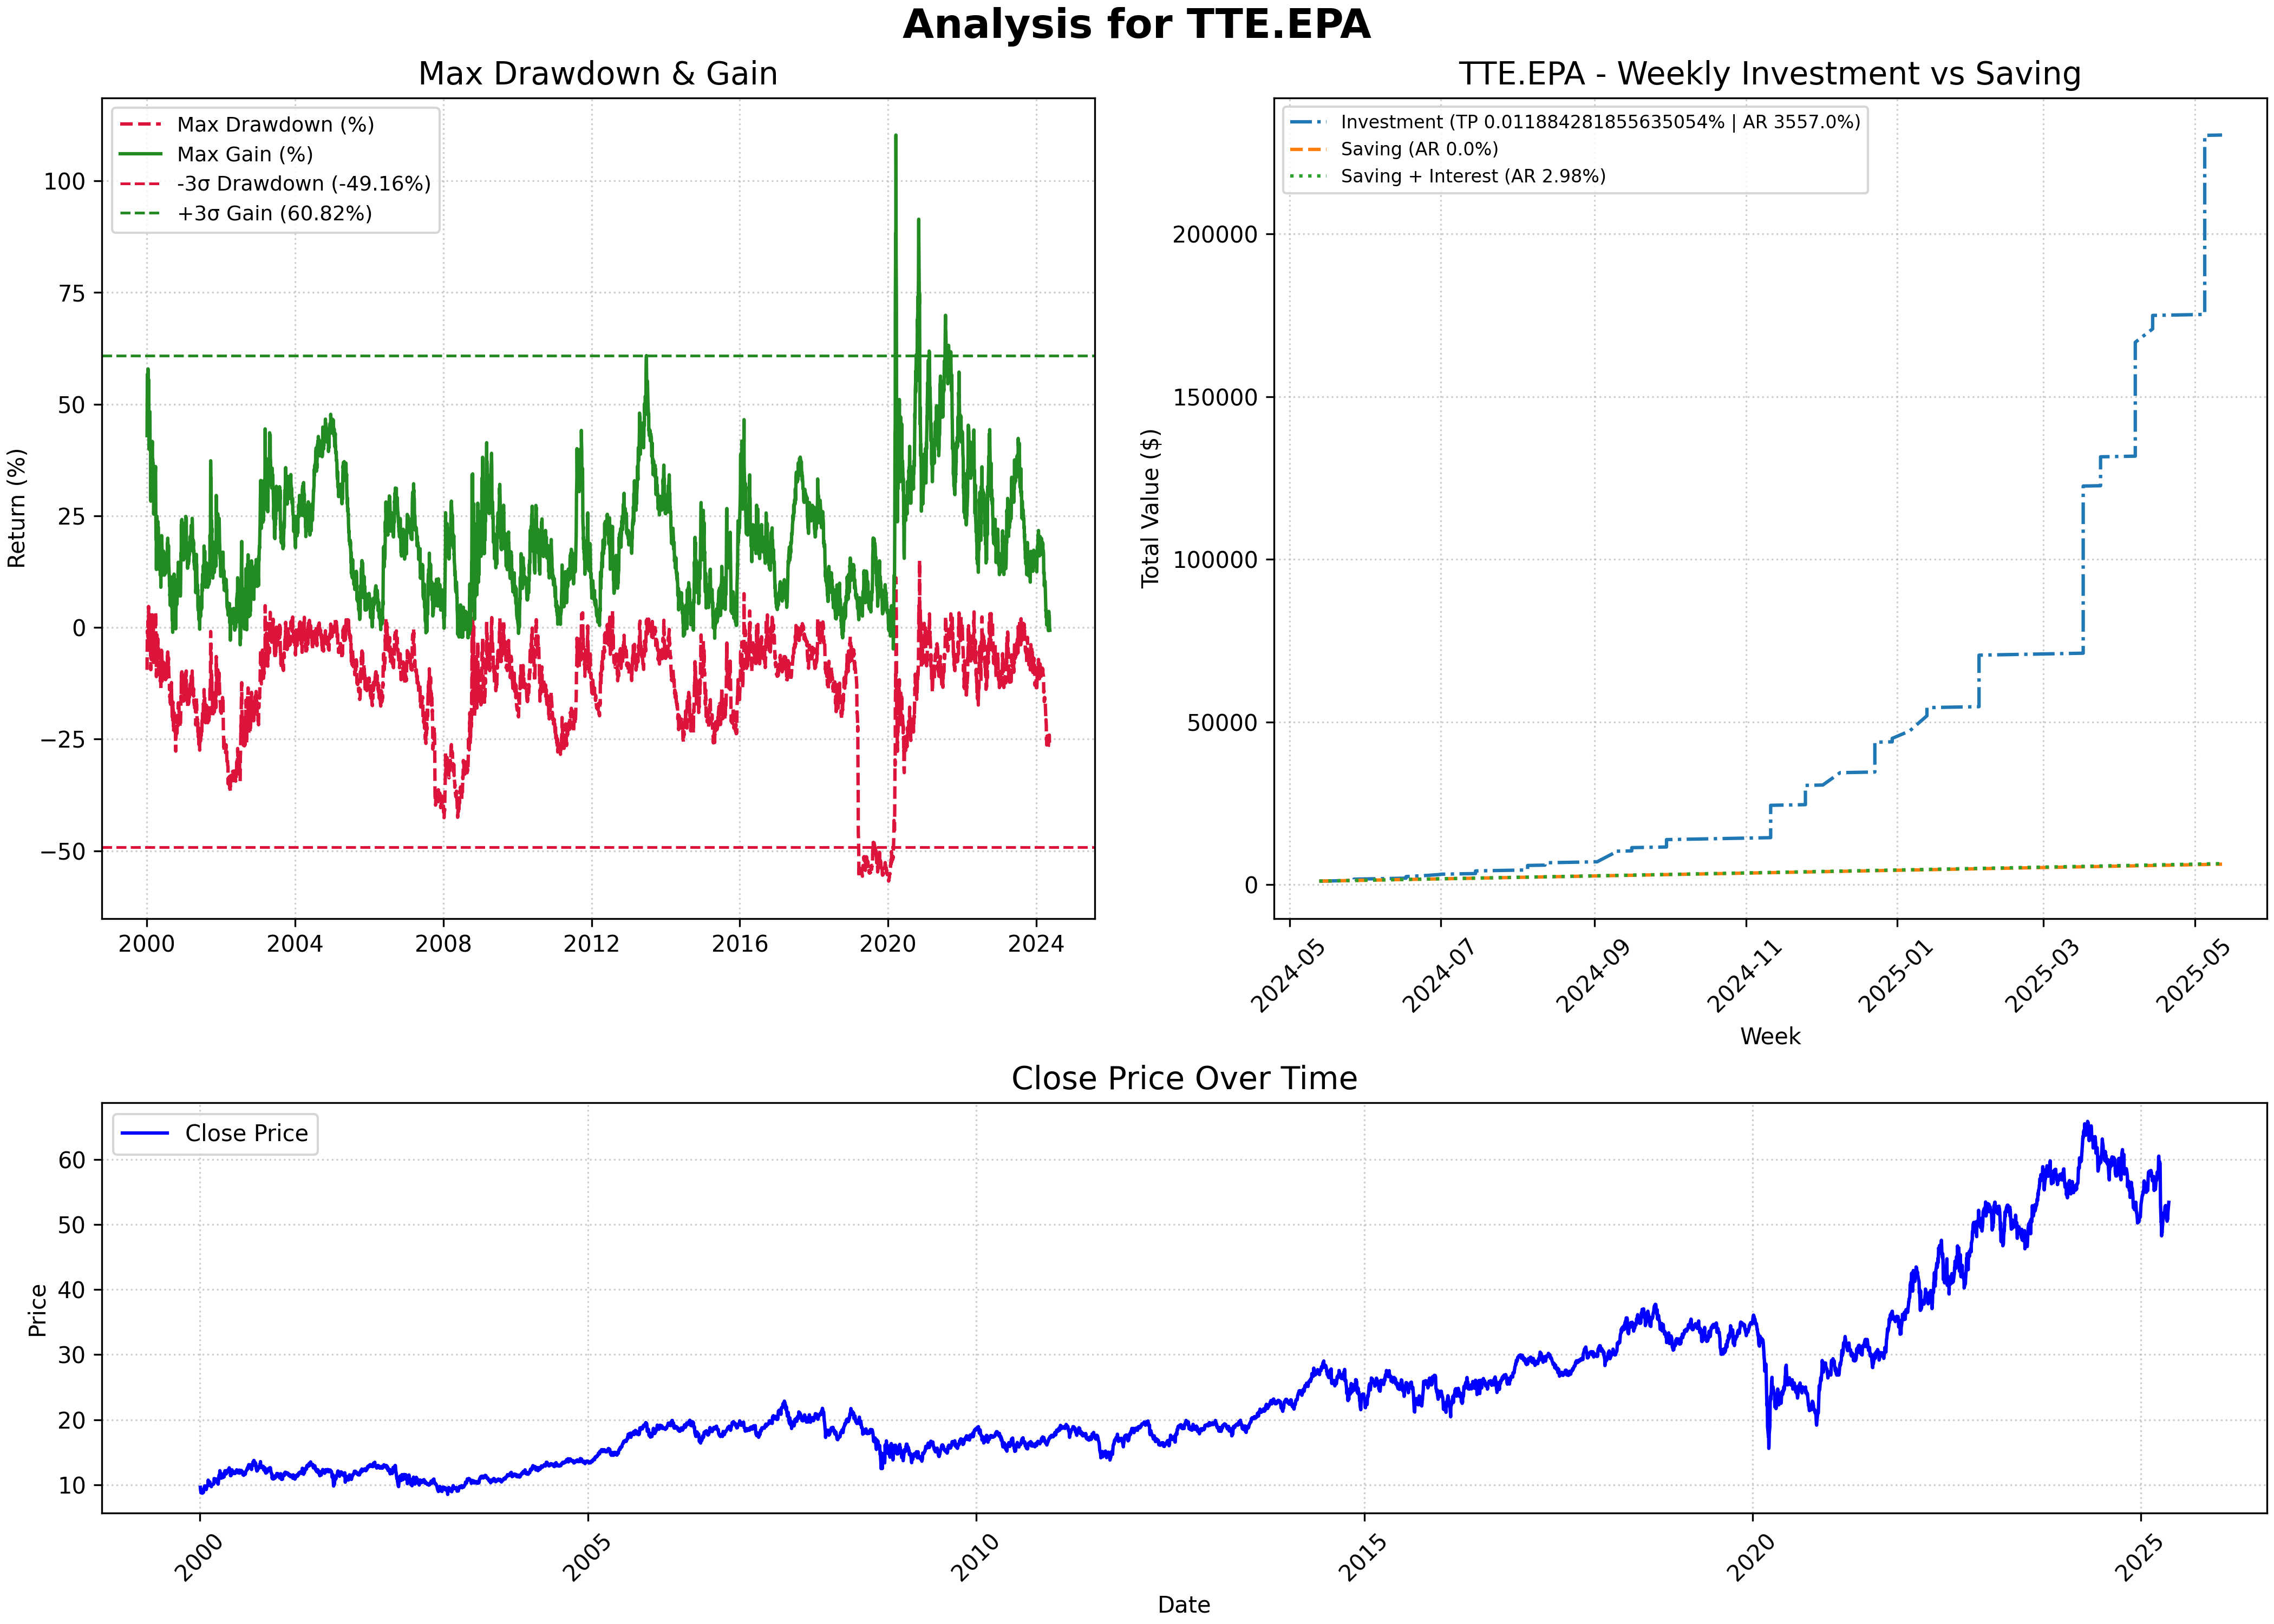 Analysis for TTE.EPA
Max Drawdown & Gain
Max Drawdown (%)
Max Gain (%)
-3σ Drawdown (-49.16%)
+3σ Gain (60.82%)
Return (%)
100
75
50
25
0
−25
−50
2000
2004
2008
2012
2016
2020
2024
TTE.EPA - Weekly Investment vs Saving
Investment (TP 0.011884281855635054% | AR 3557.0%)
Saving (AR 0.0%)
Saving + Interest (AR 2.98%)
Total Value ($)
200000
150000
100000
50000
0
2024-05
2024-07
2024-09
2024-11
2025-01
2025-03
2025-05
Week
Close Price Over Time
Close Price
Price
60
50
40
30
20
10
2000
2005
2010
2015
2020
2025
Date